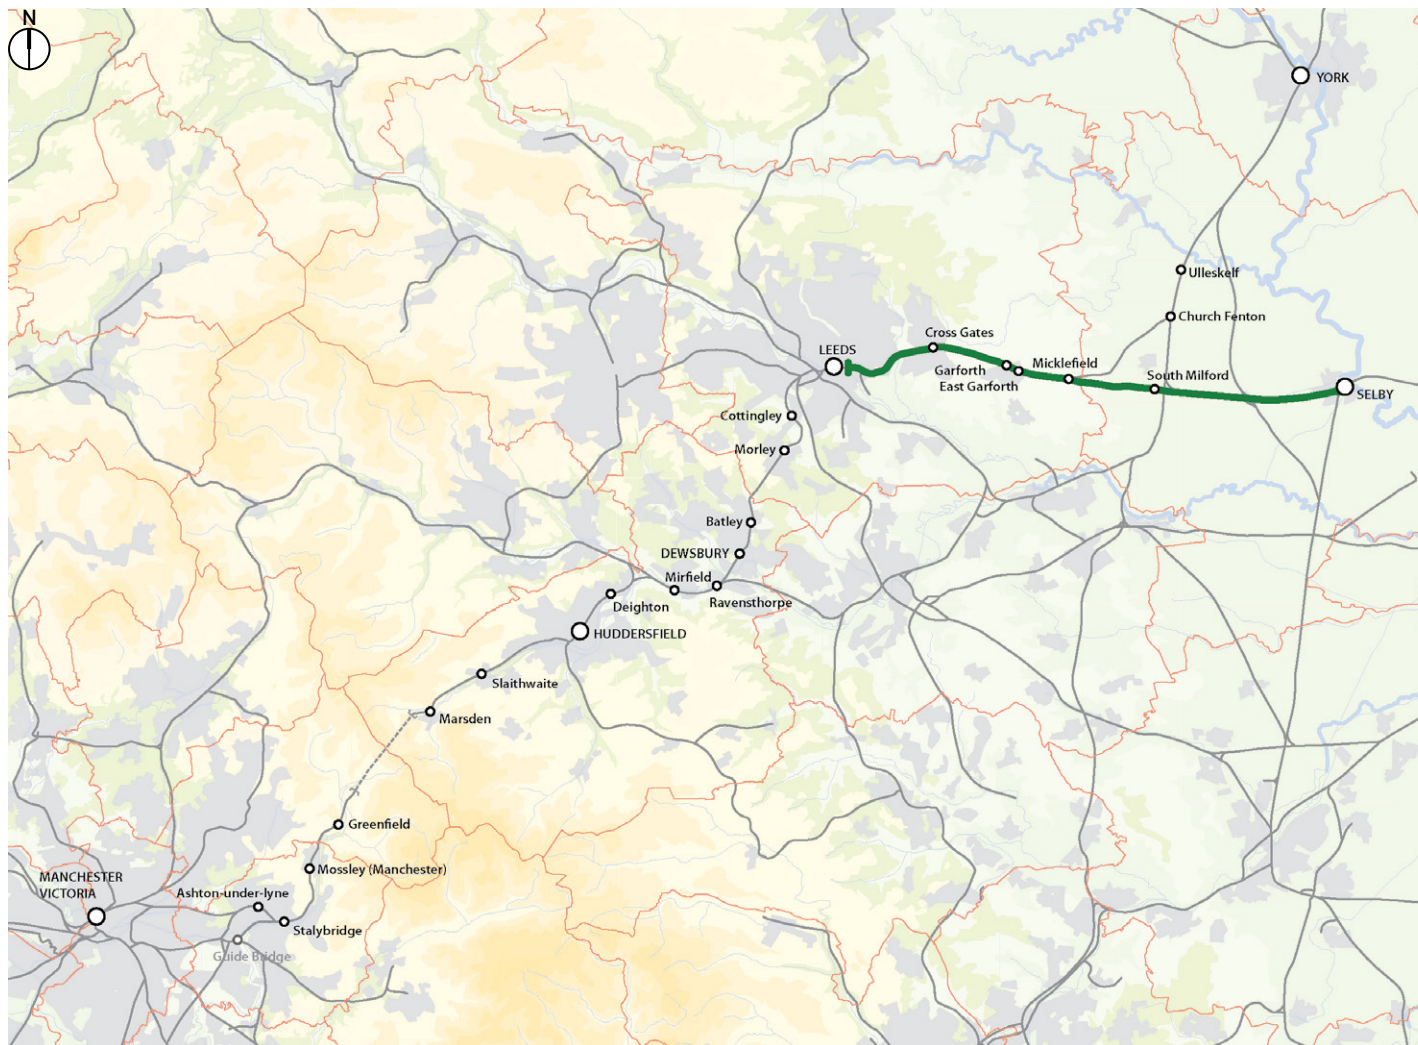 N
YORK
Ulleskelf
Church Fenton
Cross Gates
LEEDS
Garforth
East Garforth
Micklefield
South Milford
SELBY
Cottingley
Morley
Batley
DEWSBURY
Mirfield
Ravensthorpe
Deighton
HUDDERSFIELD
Slaithwaite
Marsden
Greenfield
Mossley (Manchester)
MANCHESTER
VICTORIA
Ashton-under-lyne
Stalybridge
Guide Bridge